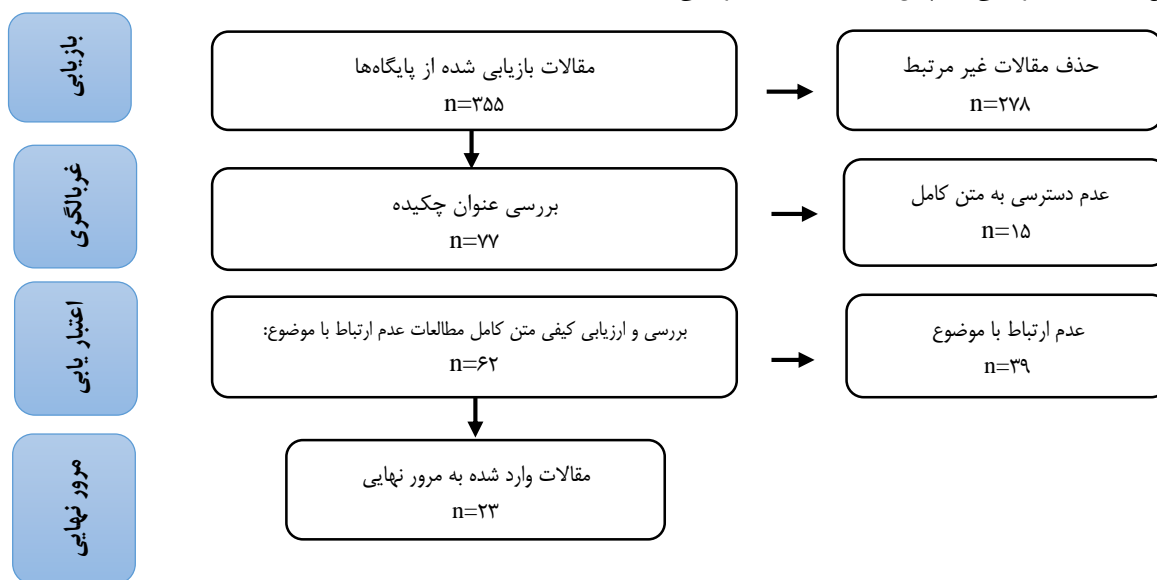 بازیابی
مقالات بازیابی شده از پایگاه‌ها
n=۳۵۵
حذف مقالات غیر مرتبط
n=۲۷۸
غربالگری
بررسی عنوان چکیده
n=۷۷
عدم دسترسی به متن کامل
n=۱۵
اعتبار یابی
بررسی و ارزیابی کیفی متن کامل مطالعات عدم ارتباط با موضوع:
n=۶۲
عدم ارتباط با موضوع
n=۳۹
مرور نهایی
مقالات وارد شده به مرور نهایی
n=۲۳